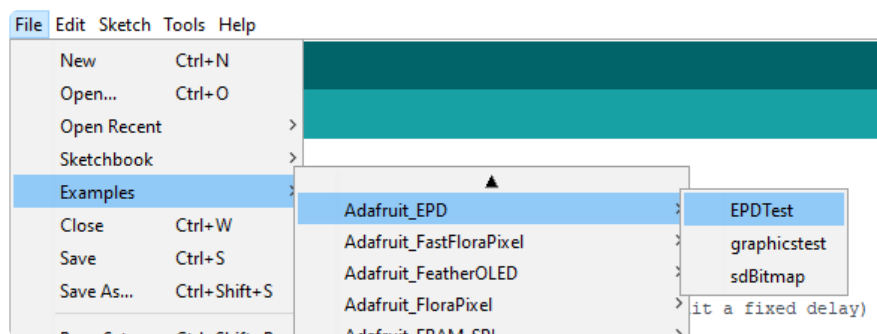 File Edit Sketch Tools Help
New Ctrl+N
Open... Ctrl+O
Open Recent >
Sketchbook >
Examples >
Close Ctrl+W
Save Ctrl+S
Save As... Ctrl+Shift+S
Adafruit_EPD >
Adafruit_FastFloraPixel >
Adafruit_FeatherOLED >
Adafruit_FloraPixel >
EPDTest
graphicstest
sdBitmap
it a fixed delay)